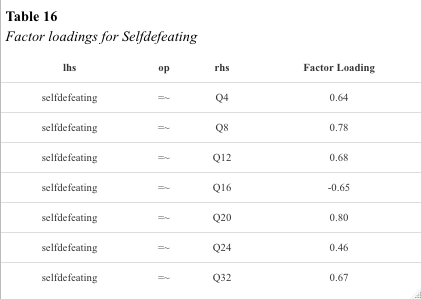 Table 16
Factor loadings for Selfdefeating
lhs op rhs Factor Loading
selfdefeating =~ Q4 0.64
selfdefeating =~ Q8 0.78
selfdefeating =~ Q12 0.68
selfdefeating =~ Q16 -0.65
selfdefeating =~ Q20 0.80
selfdefeating =~ Q24 0.46
selfdefeating =~ Q32 0.67